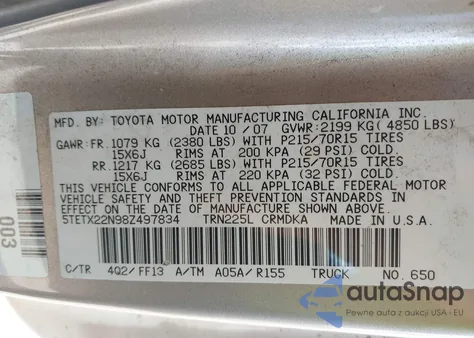 MFD. BY: TOYOTA MOTOR MANUFACTURING CALIFORNIA INC.
DATE 10 / 07 GVWR: 2199 KG ( 4850 LBS)
GAWR: FR. 1079 KG (2380 LBS) WITH P215/70R15 TIRES
15X6J RIMS AT 200 KPA (29 PSI) COLD.
RR. 1217 KG (2685 LBS) WITH P215/70R15 TIRES
15X6J RIMS AT 220 KPA (32 PSI) COLD.
THIS VEHICLE CONFORMS TO ALL APPLICABLE FEDERAL MOTOR
VEHICLE SAFETY AND THEFT PREVENTION STANDARDS IN
EFFECT ON THE DATE OF MANUFACTURE SHOWN ABOVE.
5TETX22N98Z497834 TRN225L CRMDKA MADE IN U.S.A.
C/TR 4Q2/ FF13 A/TM A05A/ R155 TRUCK NO. 650
003
autoSnap
Pewne auta z aukcji USA - EU